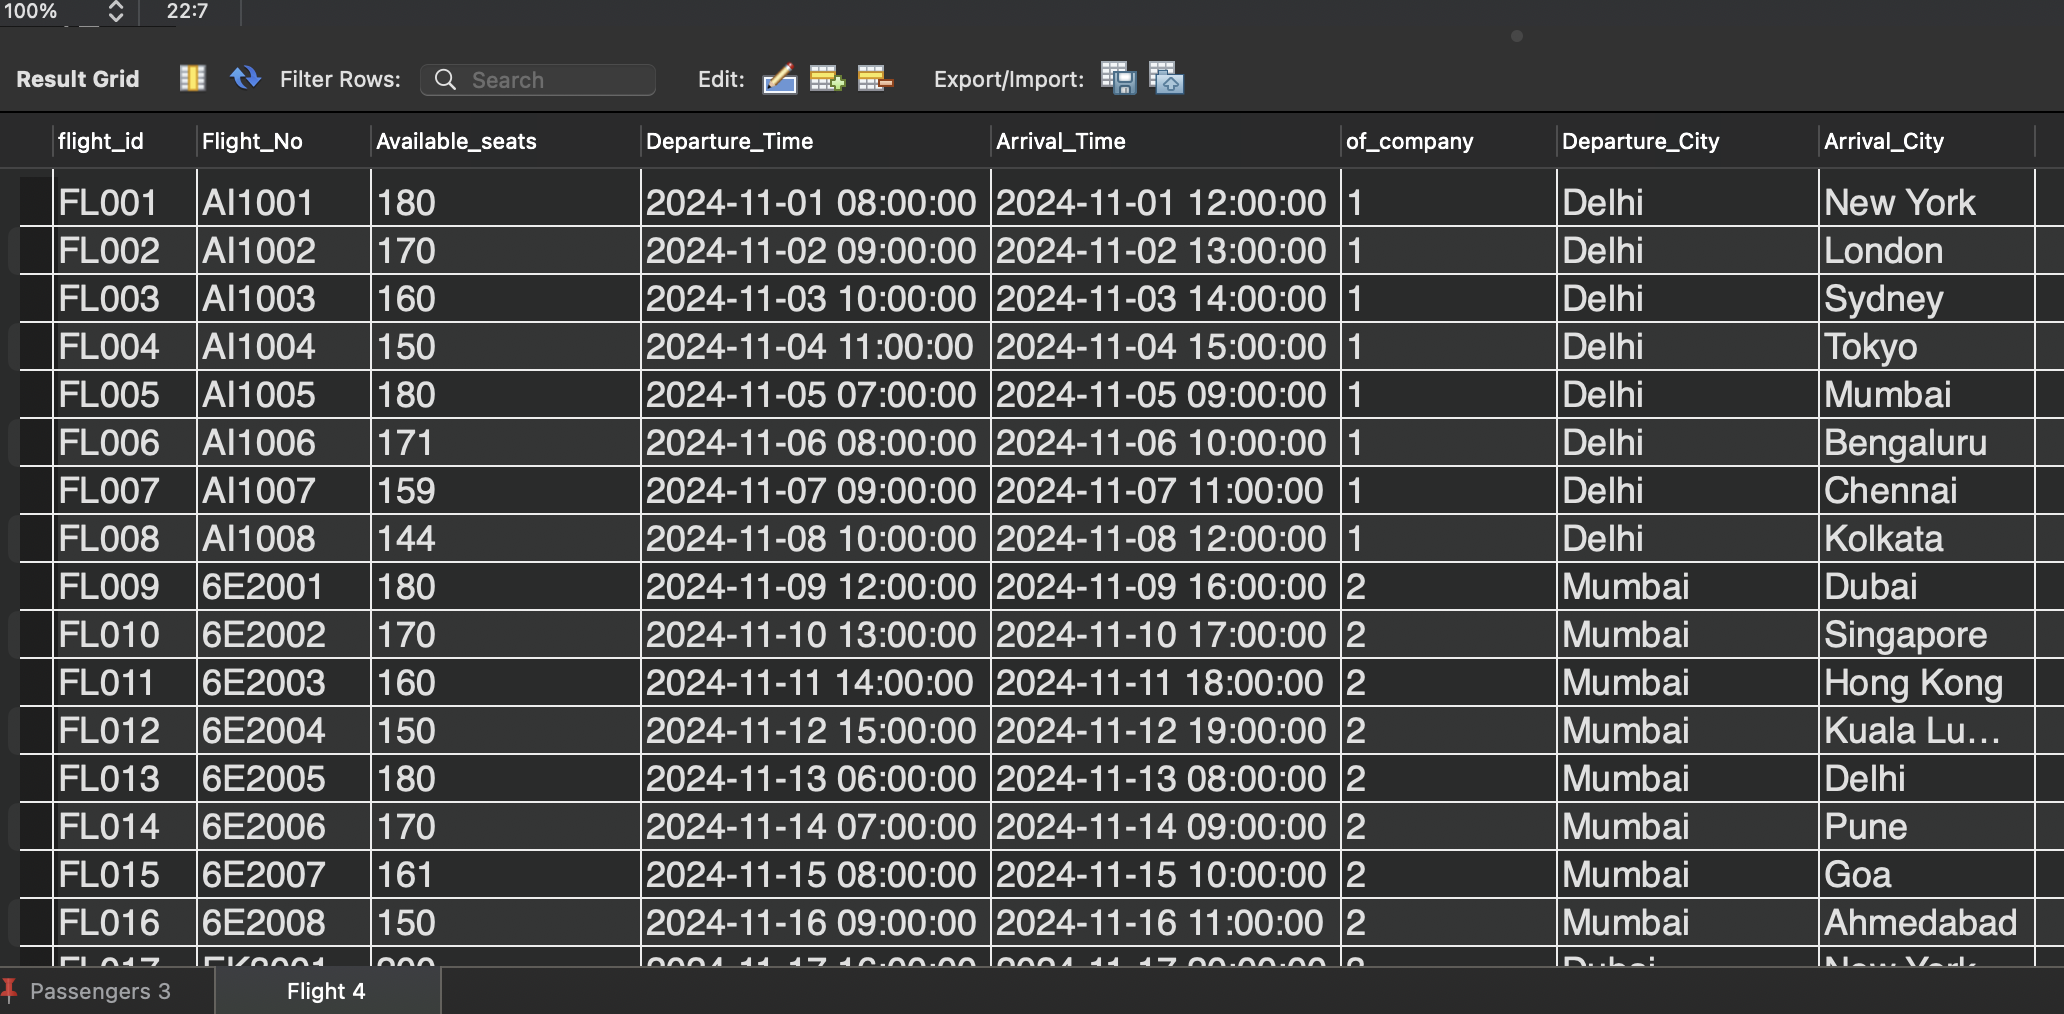 100% 22:7
Result Grid Filter Rows: Search Edit: Export/Import:
flight_id Flight_No Available_seats Departure_Time Arrival_Time of_company Departure_City Arrival_City
FL001 AI1001 180 2024-11-01 08:00:00 2024-11-01 12:00:00 1 Delhi New York
FL002 AI1002 170 2024-11-02 09:00:00 2024-11-02 13:00:00 1 Delhi London
FL003 AI1003 160 2024-11-03 10:00:00 2024-11-03 14:00:00 1 Delhi Sydney
FL004 AI1004 150 2024-11-04 11:00:00 2024-11-04 15:00:00 1 Delhi Tokyo
FL005 AI1005 180 2024-11-05 07:00:00 2024-11-05 09:00:00 1 Delhi Mumbai
FL006 AI1006 171 2024-11-06 08:00:00 2024-11-06 10:00:00 1 Delhi Bengaluru
FL007 AI1007 159 2024-11-07 09:00:00 2024-11-07 11:00:00 1 Delhi Chennai
FL008 AI1008 144 2024-11-08 10:00:00 2024-11-08 12:00:00 1 Delhi Kolkata
FL009 6E2001 180 2024-11-09 12:00:00 2024-11-09 16:00:00 2 Mumbai Dubai
FL010 6E2002 170 2024-11-10 13:00:00 2024-11-10 17:00:00 2 Mumbai Singapore
FL011 6E2003 160 2024-11-11 14:00:00 2024-11-11 18:00:00 2 Mumbai Hong Kong
FL012 6E2004 150 2024-11-12 15:00:00 2024-11-12 19:00:00 2 Mumbai Kuala Lu...
FL013 6E2005 180 2024-11-13 06:00:00 2024-11-13 08:00:00 2 Mumbai Delhi
FL014 6E2006 170 2024-11-14 07:00:00 2024-11-14 09:00:00 2 Mumbai Pune
FL015 6E2007 161 2024-11-15 08:00:00 2024-11-15 10:00:00 2 Mumbai Goa
FL016 6E2008 150 2024-11-16 09:00:00 2024-11-16 11:00:00 2 Mumbai Ahmedabad
Passengers 3 Flight 4